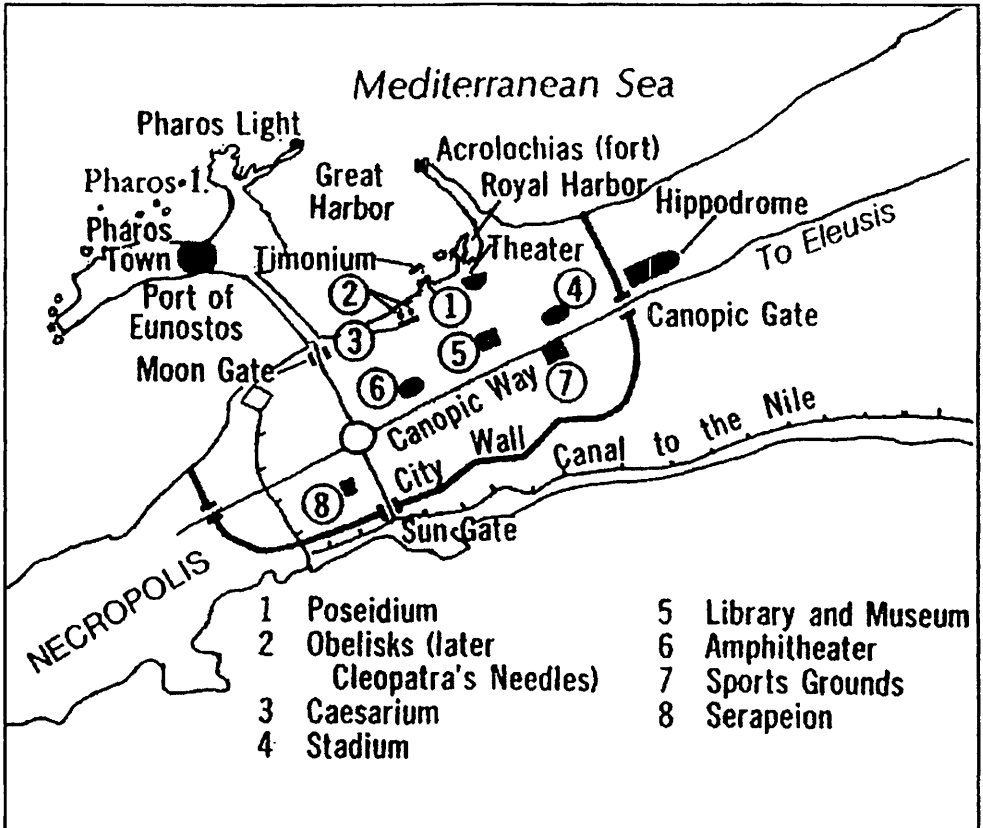 Mediterranean Sea
Pharos Light
Acrolochias (fort)
Pharos I.
Great
Harbor
Royal Harbor
Hippodrome
Pharos
Town
Timonium
Theater
To Eleusis
Port of
Eunostos
2
1
4
Canopic Gate
3
5
Moon Gate
6
7
Canopic Way
City Wall
Canal to the Nile
8
Sun Gate
NECROPOLIS
1 Poseidium
2 Obelisks (later
Cleopatra's Needles)
3 Caesarium
4 Stadium
5 Library and Museum
6 Amphitheater
7 Sports Grounds
8 Serapeion